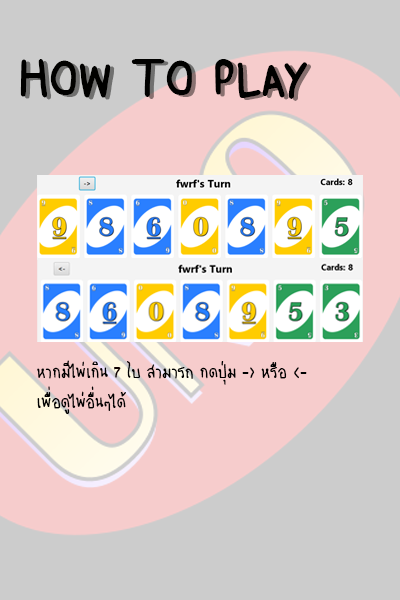 HOW TO PLAY
-> fwrf's Turn Cards: 8
9 8 6 0 8 9 5
<- fwrf's Turn Cards: 8
8 6 0 8 9 5 3
หากมีไพ่เกิน 7 ใบ สามารถ กดปุ่ม -> หรือ <-
เพื่อดูไพ่อื่นๆได้
UNO